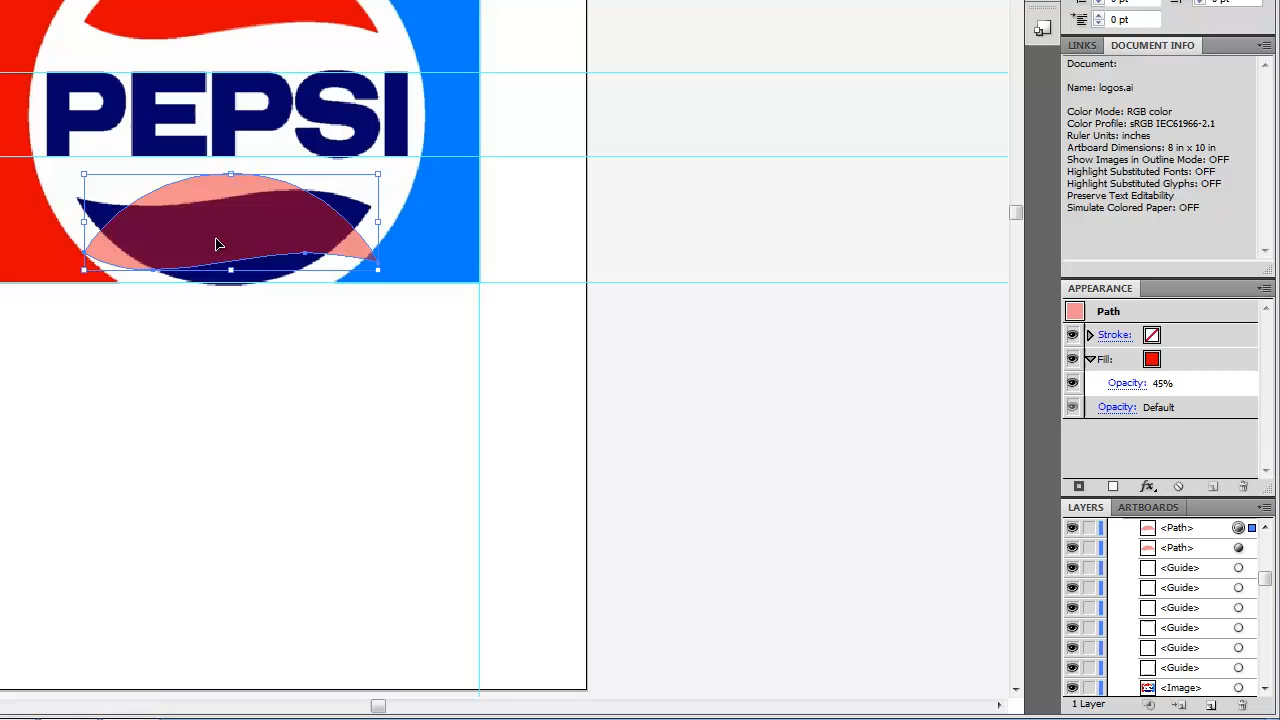 0 pt
0 pt
LINKS DOCUMENT INFO
Document:
Name: logos.ai
Color Mode: RGB color
Color Profile: sRGB IEC61966-2.1
Ruler Units: inches
Artboard Dimensions: 8 in x 10 in
Show Images in Outline Mode: OFF
Highlight Substituted Fonts: OFF
Highlight Substituted Glyphs: OFF
Preserve Text Editability
Simulate Colored Paper: OFF
PEPSI
APPEARANCE
Path
Stroke:
Fill:
Opacity: 45%
Opacity: Default
fx
LAYERS ARTBOARDS
<Path>
<Path>
<Guide>
<Guide>
<Guide>
<Guide>
<Guide>
<Guide>
<Image>
1 Layer